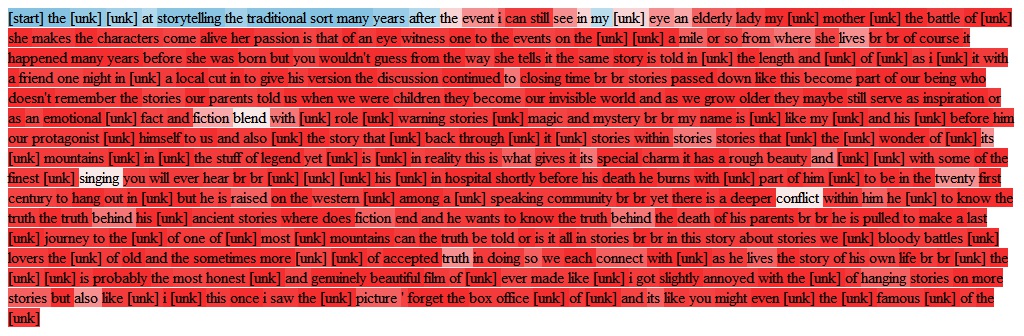 [start] the [unk] [unk] at storytelling the traditional sort many years after the event i can still see in my [unk] eye an elderly lady my [unk] mother [unk] the battle of [unk]
she makes the characters come alive her passion is that of an eye witness one to the events on the [unk] [unk] a mile or so from where she lives br br of course it
happened many years before she was born but you wouldn't guess from the way she tells it the same story is told in [unk] the length and [unk] of [unk] as i [unk] it with
a friend one night in [unk] a local cut in to give his version the discussion continued to closing time br br stories passed down like this become part of our being who
doesn't remember the stories our parents told us when we were children they become our invisible world and as we grow older they maybe still serve as inspiration or
as an emotional [unk] fact and fiction blend with [unk] role [unk] warning stories [unk] magic and mystery br br my name is [unk] like my [unk] and his [unk] before him
our protagonist [unk] himself to us and also [unk] the story that [unk] back through [unk] it [unk] stories within stories stories that [unk] the [unk] wonder of [unk] its
[unk] mountains [unk] in [unk] the stuff of legend yet [unk] is [unk] in reality this is what gives it its special charm it has a rough beauty and [unk] [unk] with some of the
finest [unk] singing you will ever hear br br [unk] [unk] [unk] his [unk] in hospital shortly before his death he burns with [unk] part of him [unk] to be in the twenty first
century to hang out in [unk] but he is raised on the western [unk] among a [unk] speaking community br br yet there is a deeper conflict within him he [unk] to know the
truth the truth behind his [unk] ancient stories where does fiction end and he wants to know the truth behind the death of his parents br br he is pulled to make a last
[unk] journey to the [unk] of one of [unk] most [unk] mountains can the truth be told or is it all in stories br br in this story about stories we [unk] bloody battles [unk]
lovers the [unk] of old and the sometimes more [unk] [unk] of accepted truth in doing so we each connect with [unk] as he lives the story of his own life br br [unk] the
[unk] [unk] is probably the most honest [unk] and genuinely beautiful film of [unk] ever made like [unk] i got slightly annoyed with the [unk] of hanging stories on more
stories but also like [unk] i [unk] this once i saw the [unk] picture ' forget the box office [unk] of [unk] and its like you might even [unk] the [unk] famous [unk] of the
[unk]